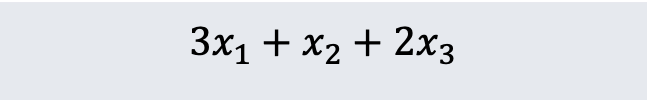 3x₁ + x₂ + 2x₃